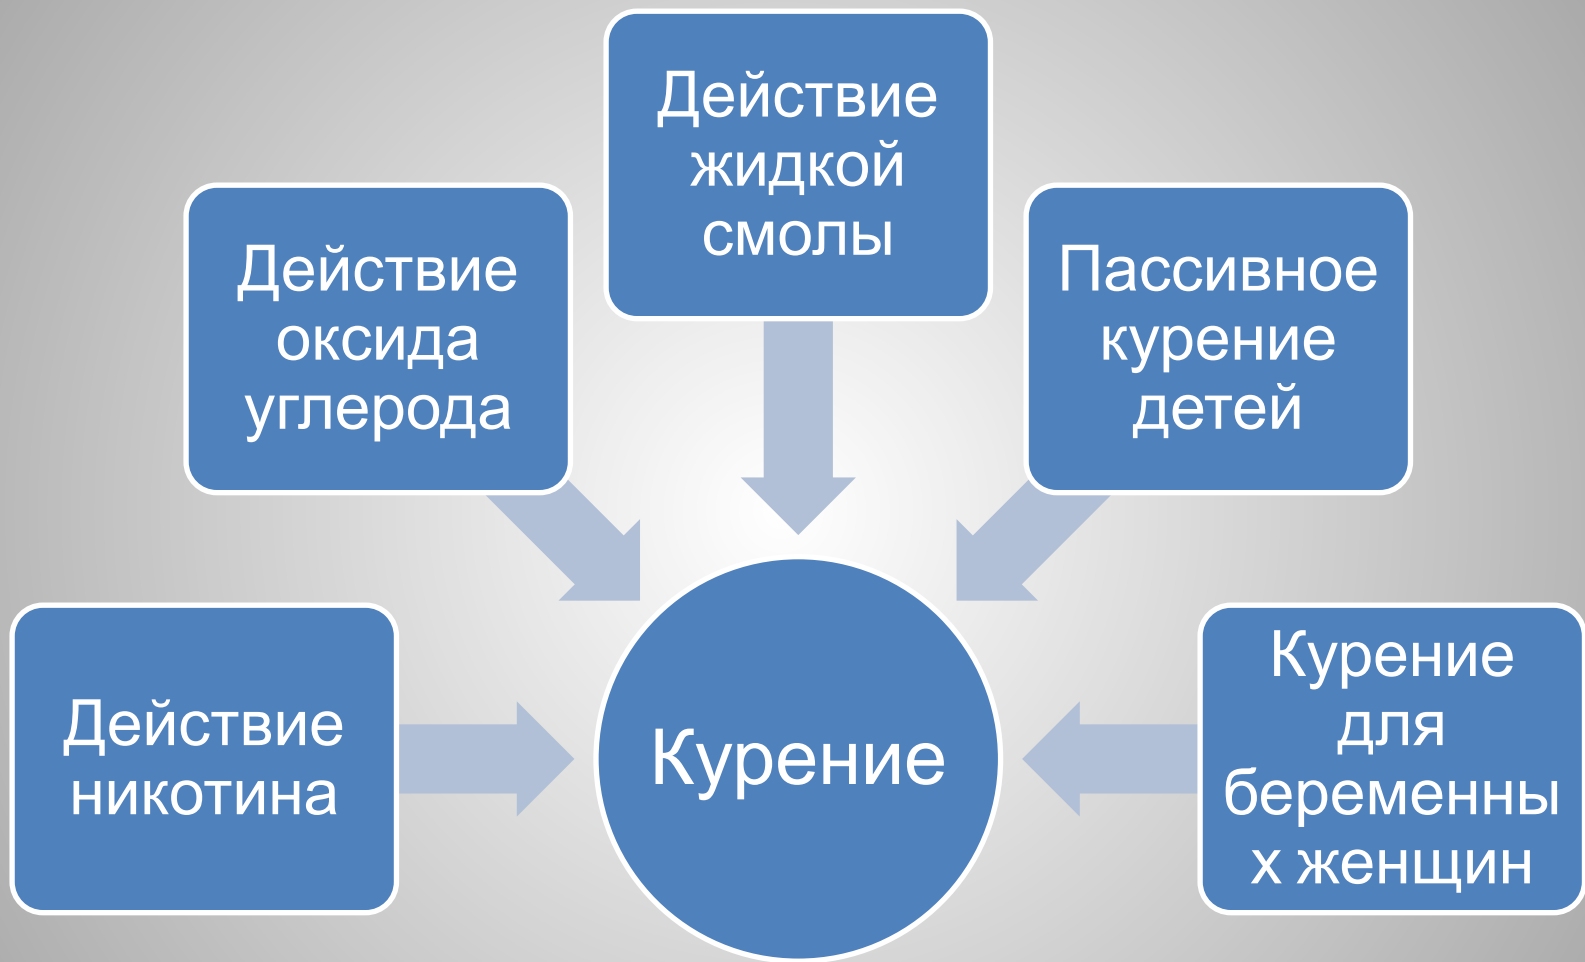 Действие
жидкой
смолы
Действие
оксида
углерода
Пассивное
курение
детей
Действие
никотина
Курение
Курение
для
беременны
х женщин